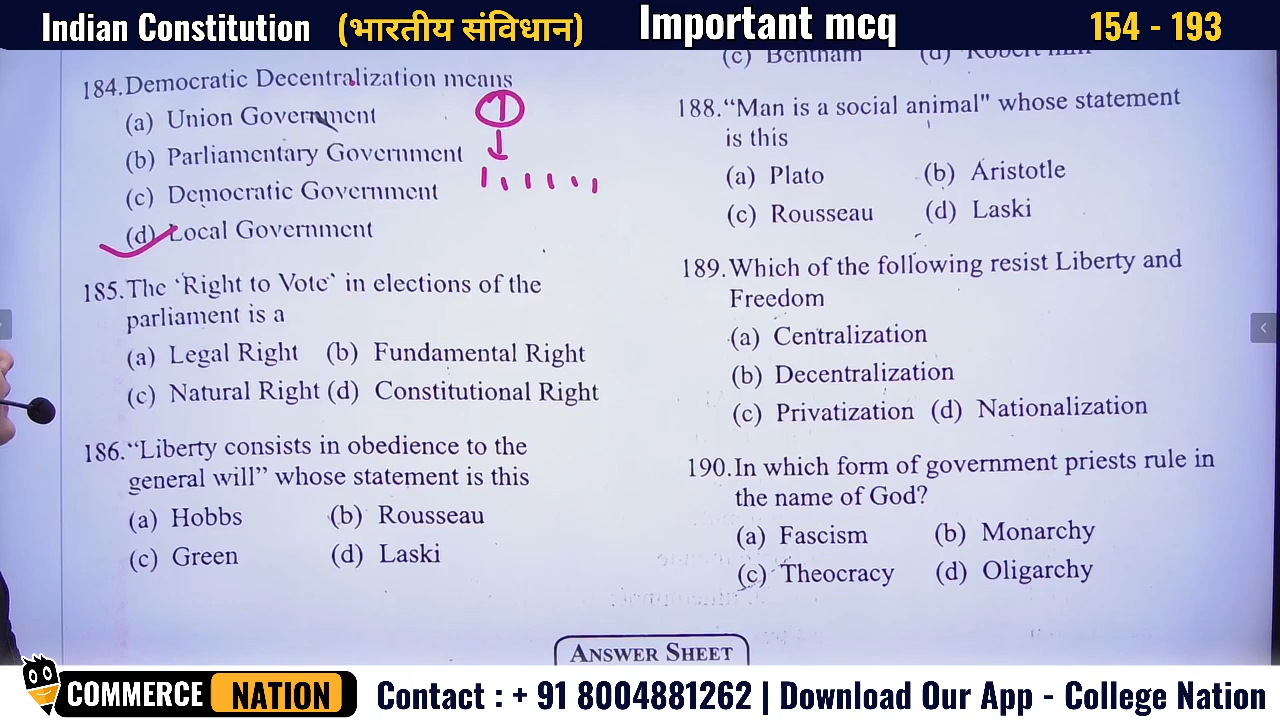 Indian Constitution (भारतीय संविधान) Important mcq 154 - 193
184.Democratic Decentralization means
(a) Union Government
(b) Parliamentary Government
(c) Democratic Government
(d) Local Government
185.The ‘Right to Vote’ in elections of the
parliament is a
(a) Legal Right (b) Fundamental Right
(c) Natural Right (d) Constitutional Right
186.“Liberty consists in obedience to the
general will” whose statement is this
(a) Hobbs (b) Rousseau
(c) Green (d) Laski
(c) Bentham (d) Robert
188.“Man is a social animal" whose statement
is this
(a) Plato (b) Aristotle
(c) Rousseau (d) Laski
189.Which of the following resist Liberty and
Freedom
(a) Centralization
(b) Decentralization
(c) Privatization (d) Nationalization
190.In which form of government priests rule in
the name of God?
(a) Fascism (b) Monarchy
(c) Theocracy (d) Oligarchy
ANSWER SHEET
COMMERCE NATION Contact : + 91 8004881262 | Download Our App - College Nation